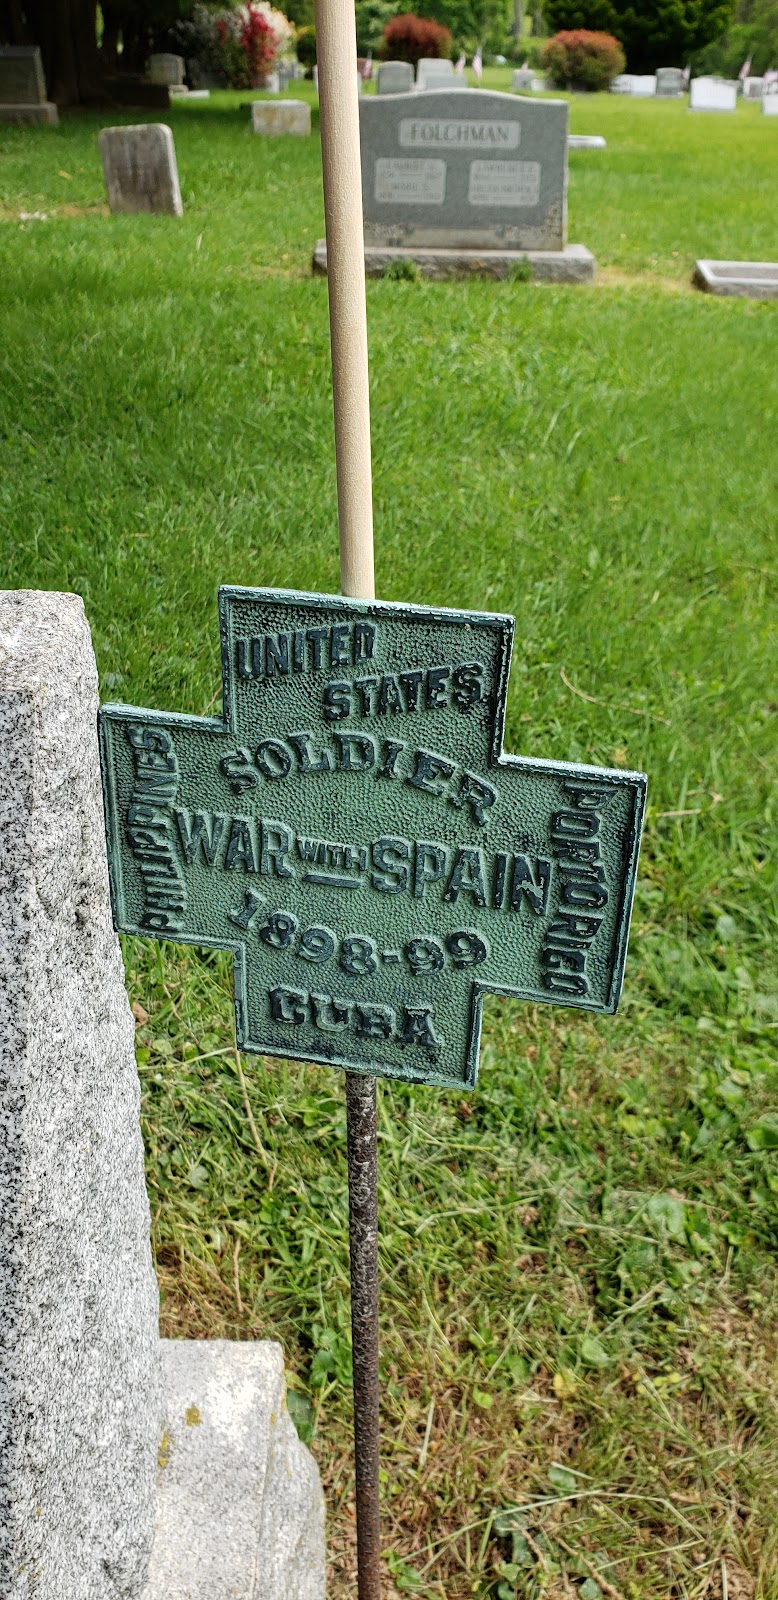 FOLCHMAN
UNITED
STATES
SOLDIER
PHILIPPINES
WAR WITH SPAIN
PORTO RICO
1898-99
CUBA